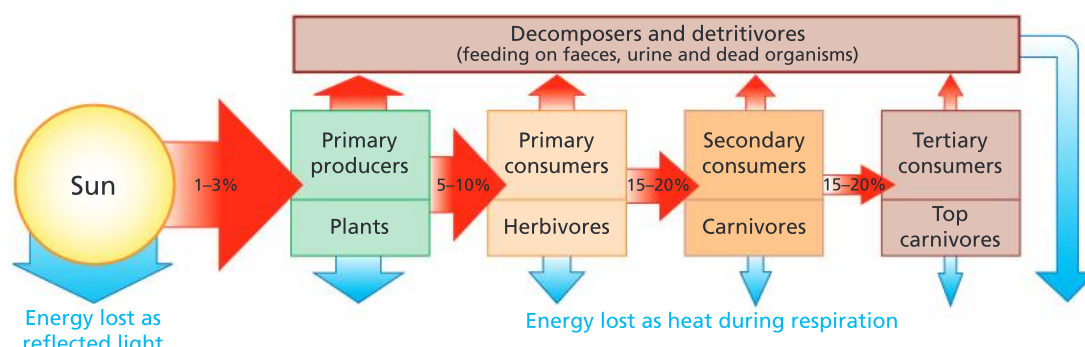 Decomposers and detritivores
(feeding on faeces, urine and dead organisms)
Sun
1–3%
Primary
producers
Plants
5–10%
Primary
consumers
Herbivores
15–20%
Secondary
consumers
Carnivores
15–20%
Tertiary
consumers
Top
carnivores
Energy lost as
reflected light
Energy lost as heat during respiration